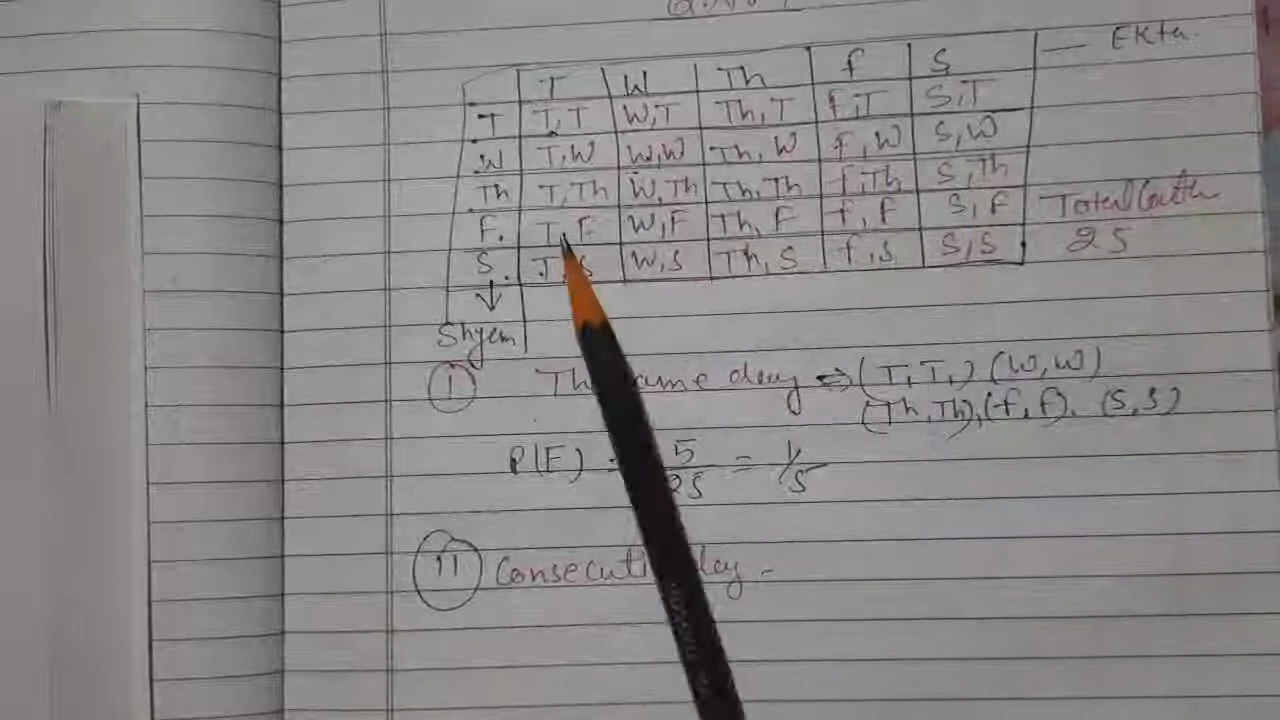 T W Th f S — Ekta.
T T,T W,T Th,T f,T S,T
W T,W W,W Th,W f,W S,W
Th T,Th W,Th Th,Th f,Th S,Th
F. T,F W,F Th,F f,F S,F Total
S. T,S W,S Th,S f,S S,S 25
↓
Shyam
(I) The same day ⇒ (T,T,) (W,W)
(Th,Th),(f,f). (S,S)
P(E) = 5/25 = 1/5
(II) Consecuti day -